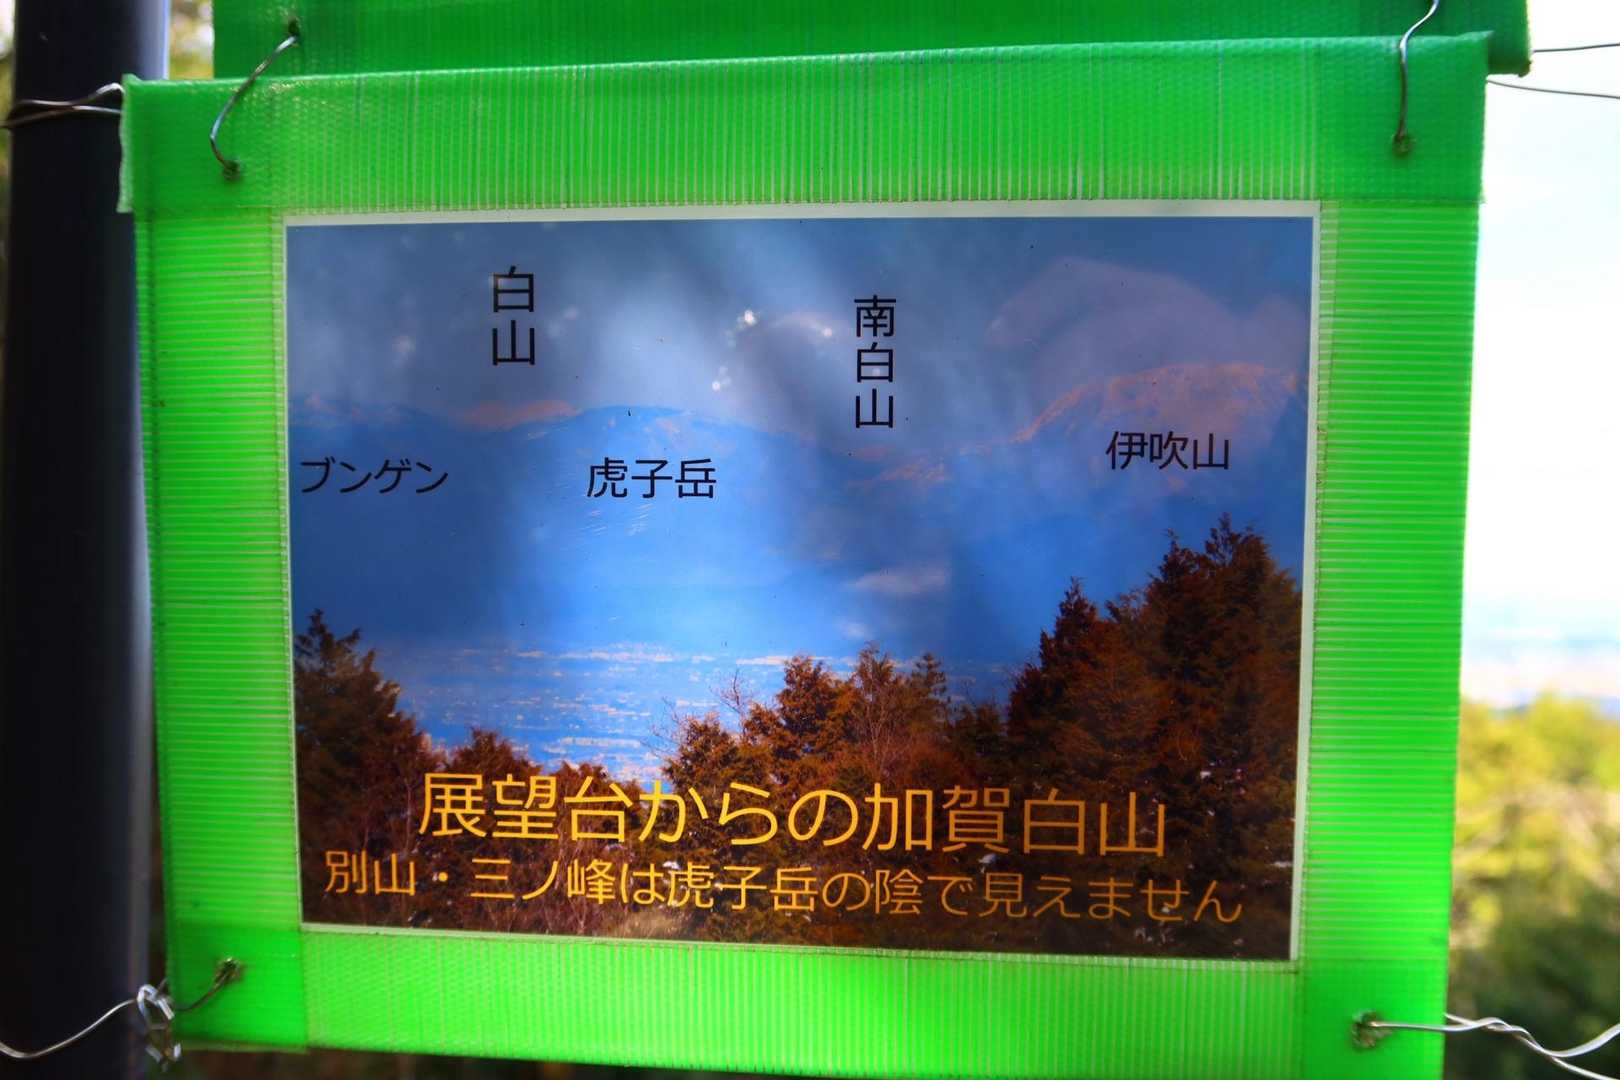 白山
南白山
ブンゲン
虎子岳
伊吹山
展望台からの加賀白山
別山・三ノ峰は虎子岳の陰で見えません